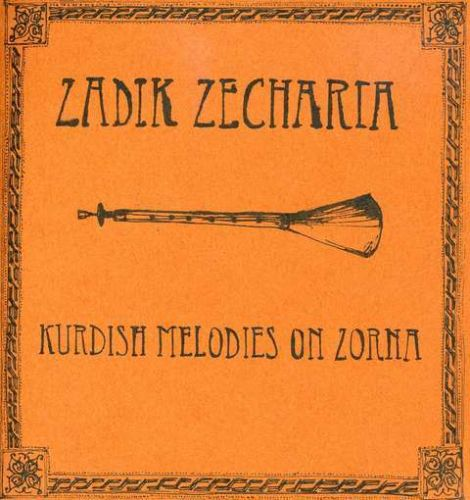 ZADIK ZECHARIA
KURDISH MELODIES ON ZORNA